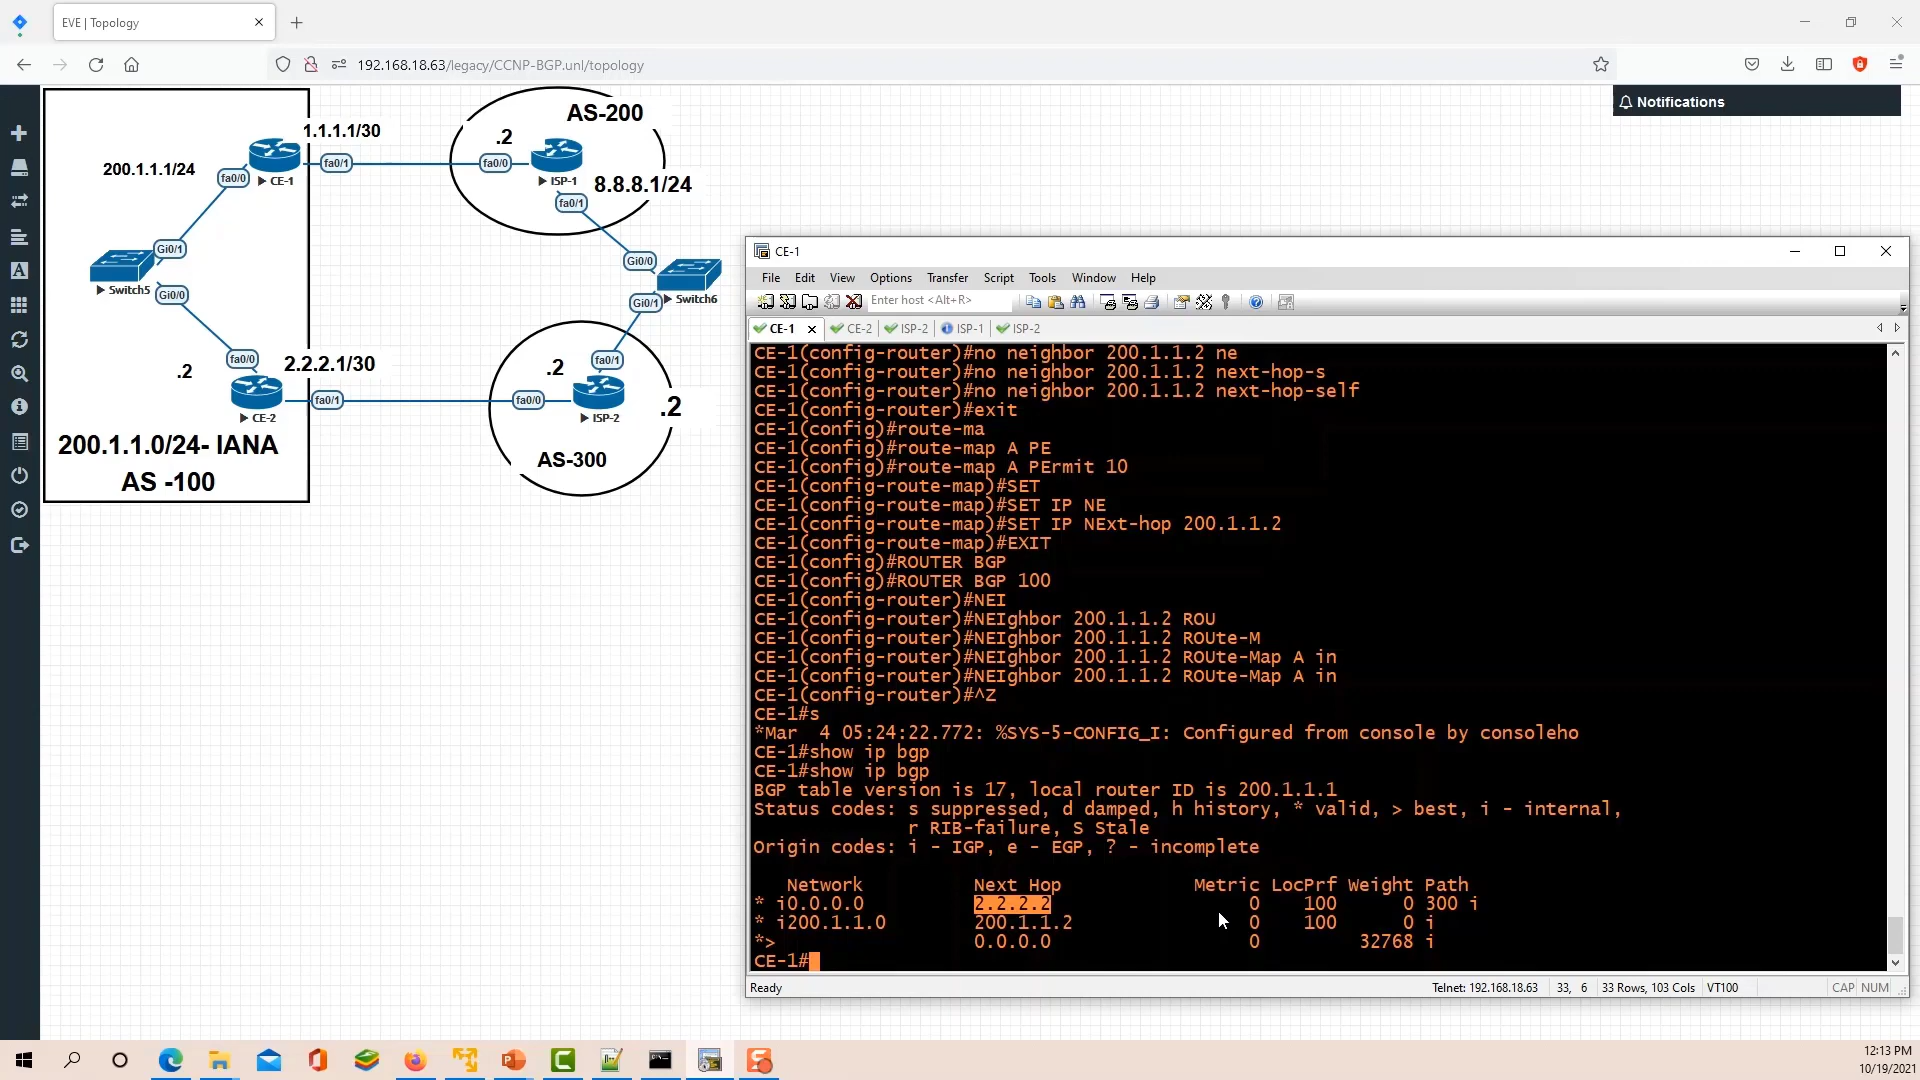 EVE | Topology
192.168.18.63/legacy/CCNP-BGP.unl/topology
Notifications
1.1.1.1/30
AS-200
.2
200.1.1.1/24
fa0/1
fa0/0
ISP-1
fa0/0
CE-1
8.8.8.1/24
fa0/1
Gi0/1
Gi0/0
Switch5
Gi0/0
Switch6
Gi0/1
fa0/0
2.2.2.1/30
.2
.2
fa0/1
fa0/1
fa0/0
.2
CE-2
ISP-2
200.1.1.0/24- IANA
AS -100
AS-300
CE-1
File Edit View Options Transfer Script Tools Window Help
Enter host <Alt+R>
CE-1 CE-2 ISP-2 ISP-1 ISP-2
CE-1(config-router)#no neighbor 200.1.1.2 ne
CE-1(config-router)#no neighbor 200.1.1.2 next-hop-s
CE-1(config-router)#no neighbor 200.1.1.2 next-hop-self
CE-1(config-router)#exit
CE-1(config)#route-ma
CE-1(config)#route-map A PE
CE-1(config)#route-map A PErmit 10
CE-1(config-route-map)#SET
CE-1(config-route-map)#SET IP NE
CE-1(config-route-map)#SET IP NExt-hop 200.1.1.2
CE-1(config-route-map)#EXIT
CE-1(config)#ROUTER BGP
CE-1(config)#ROUTER BGP 100
CE-1(config-router)#NEI
CE-1(config-router)#NEIghbor 200.1.1.2 ROU
CE-1(config-router)#NEIghbor 200.1.1.2 ROUte-M
CE-1(config-router)#NEIghbor 200.1.1.2 ROUte-Map A in
CE-1(config-router)#NEIghbor 200.1.1.2 ROUte-Map A in
CE-1(config-router)#^Z
CE-1#s
*Mar  4 05:24:22.772: %SYS-5-CONFIG_I: Configured from console by consoleho
CE-1#show ip bgp
CE-1#show ip bgp
BGP table version is 17, local router ID is 200.1.1.1
Status codes: s suppressed, d damped, h history, * valid, > best, i - internal,
r RIB-failure, S Stale
Origin codes: i - IGP, e - EGP, ? - incomplete
Network Next Hop Metric LocPrf Weight Path
* i0.0.0.0 2.2.2.2 0 100 0 300 i
* i200.1.1.0 200.1.1.2 0 100 0 i
*> 0.0.0.0 0 32768 i
CE-1#
Ready Telnet: 192.168.18.63 33, 6 33 Rows, 103 Cols VT100 CAP NUM
12:13 PM
10/19/2021